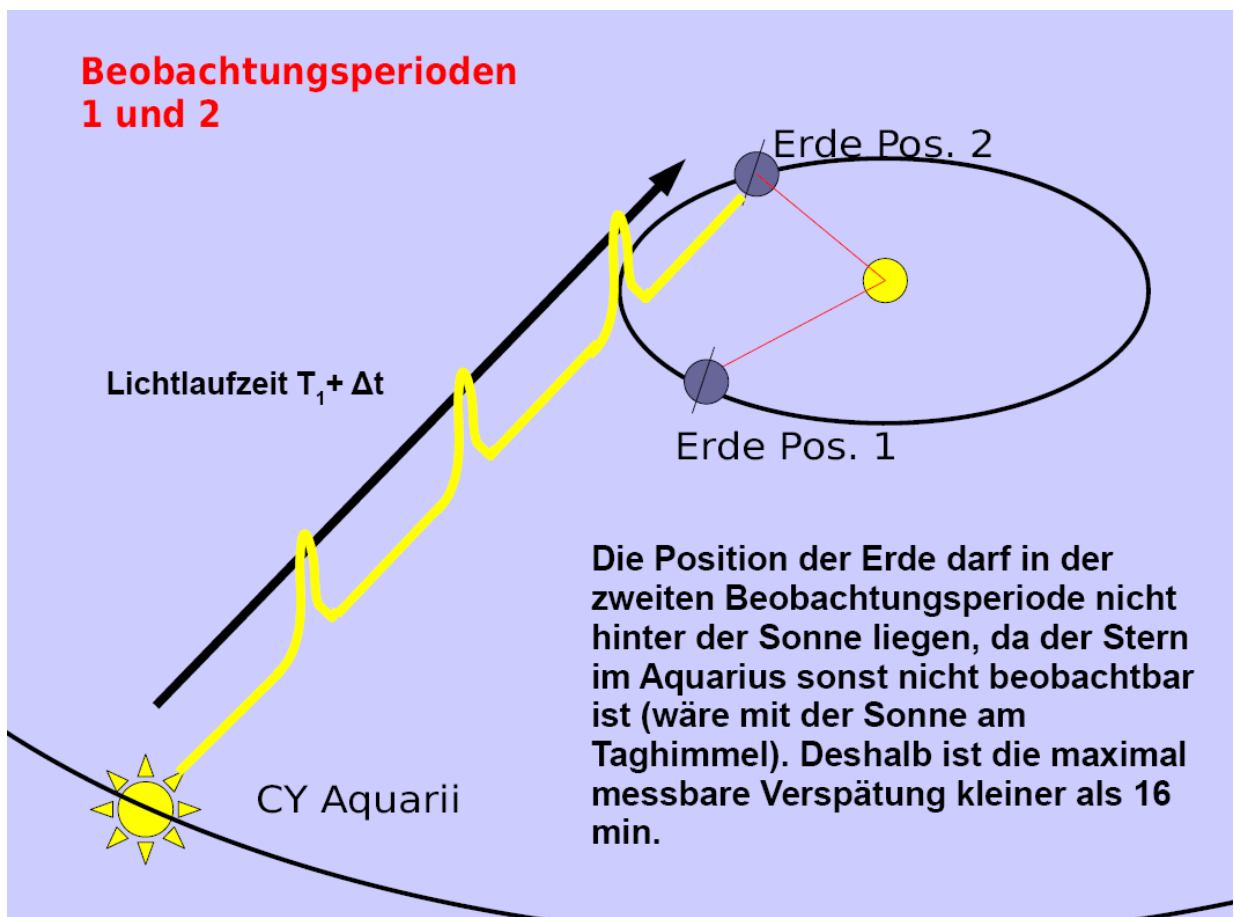 Beobachtungsperioden
1 und 2
Erde Pos. 2
Lichtlaufzeit T₁+ Δt
Erde Pos. 1
Die Position der Erde darf in der
zweiten Beobachtungsperiode nicht
hinter der Sonne liegen, da der Stern
im Aquarius sonst nicht beobachtbar
ist (wäre mit der Sonne am
Taghimmel). Deshalb ist die maximal
messbare Verspätung kleiner als 16
min.
CY Aquarii